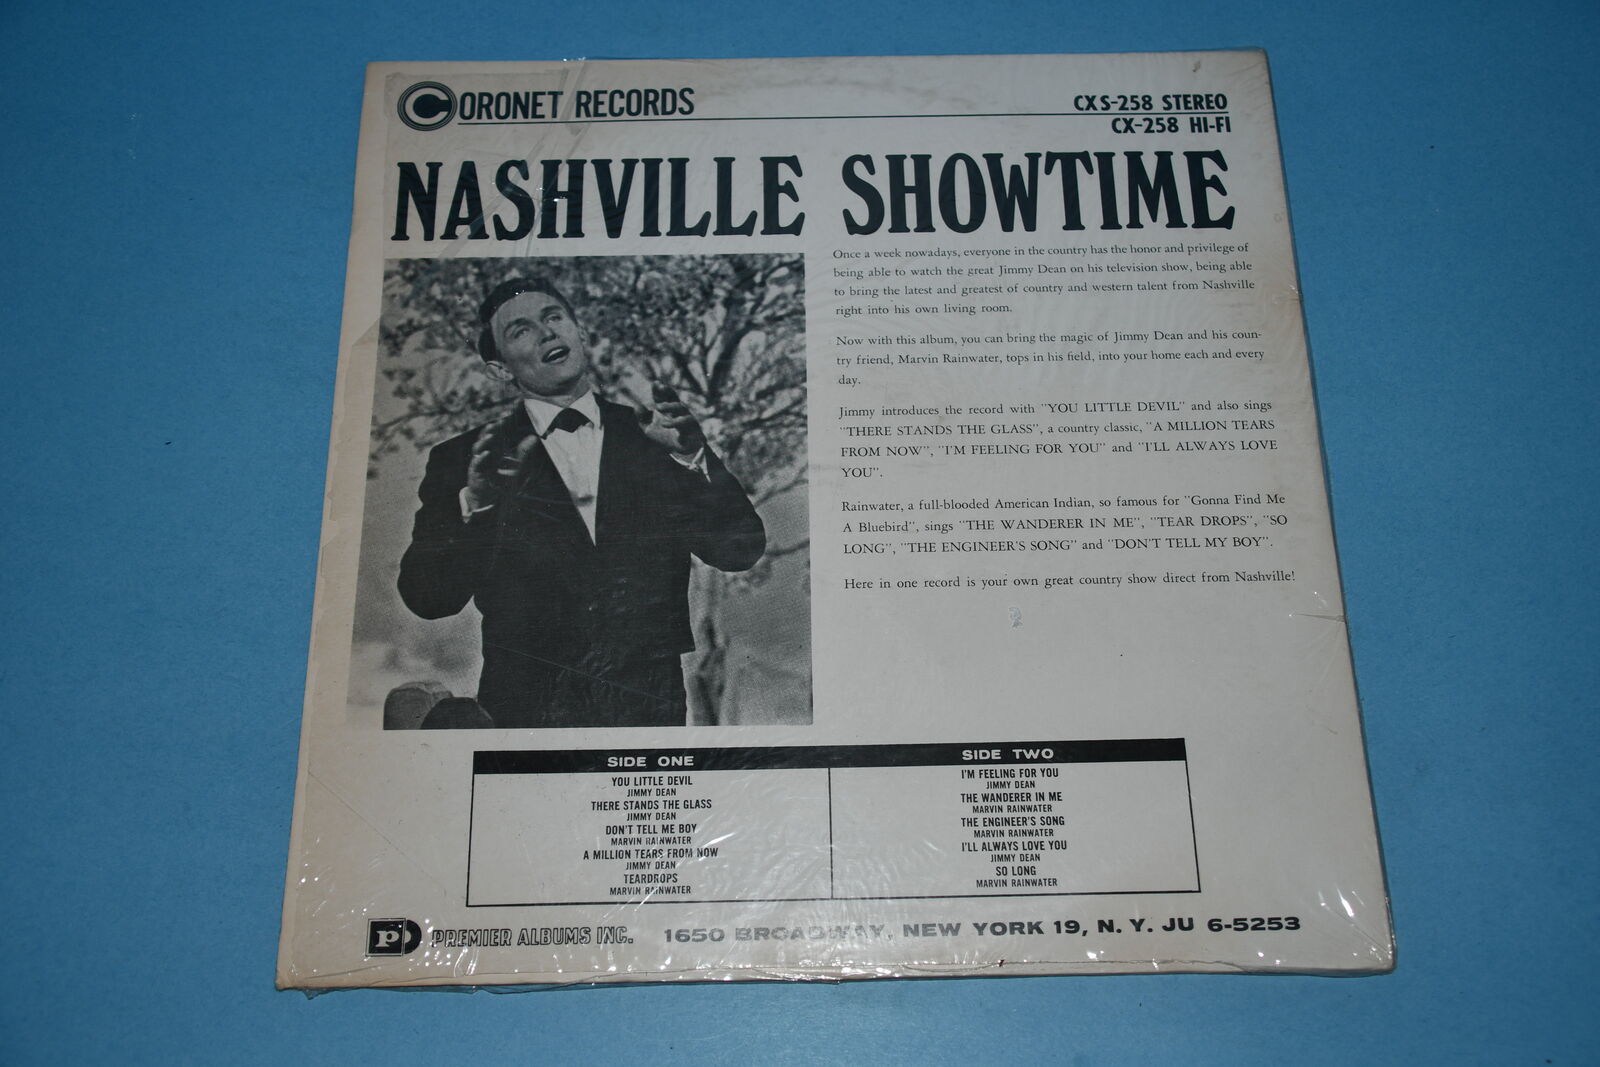 CORONET RECORDS
CXS-258 STEREO
CX-258 HI-FI
NASHVILLE SHOWTIME
Once a week nowadays, everyone in the country has the honor and privilege of
being able to watch the great Jimmy Dean on his television show, being able
to bring the latest and greatest of country and western talent from Nashville
right into his own living room.
Now with this album, you can bring the magic of Jimmy Dean and his coun-
try friend, Marvin Rainwater, tops in his field, into your home each and every
day.
Jimmy introduces the record with "YOU LITTLE DEVIL" and also sings
"THERE STANDS THE GLASS", a country classic, "A MILLION TEARS
FROM NOW", "I'M FEELING FOR YOU" and "I'LL ALWAYS LOVE
YOU".
Rainwater, a full-blooded American Indian, so famous for "Gonna Find Me
A Bluebird", sings "THE WANDERER IN ME", "TEAR DROPS", "SO
LONG", "THE ENGINEER'S SONG" and "DON'T TELL MY BOY".
Here in one record is your own great country show direct from Nashville!
SIDE ONE
YOU LITTLE DEVIL
JIMMY DEAN
THERE STANDS THE GLASS
JIMMY DEAN
DON'T TELL ME BOY
MARVIN RAINWATER
A MILLION TEARS FROM NOW
JIMMY DEAN
TEARDROPS
MARVIN RAINWATER
SIDE TWO
I'M FEELING FOR YOU
JIMMY DEAN
THE WANDERER IN ME
MARVIN RAINWATER
THE ENGINEER'S SONG
MARVIN RAINWATER
I'LL ALWAYS LOVE YOU
JIMMY DEAN
SO LONG
MARVIN RAINWATER
P PREMIER ALBUMS INC. 1650 BROADWAY, NEW YORK 19, N. Y. JU 6-5253